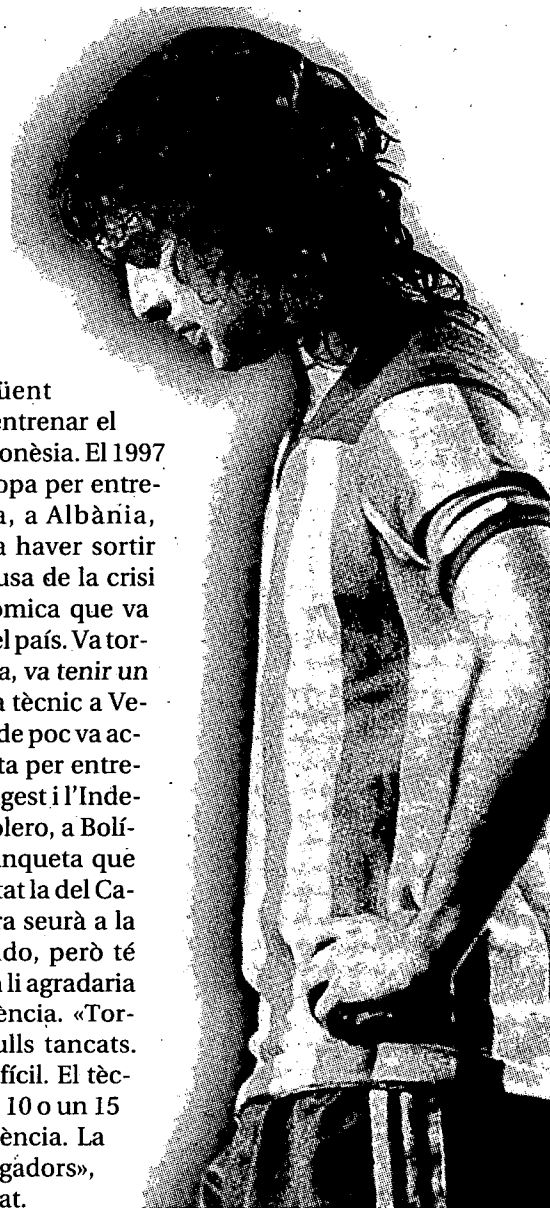 üent
entrenar el
onèsia. El 1997
opa per entre-
a, a Albània,
a haver sortir
usa de la crisi
òmica que va
el país. Va tor-
a, va tenir un
a tècnic a Ve-
de poc va ac-
ta per entre-
gest i l'Inde-
olero, a Bolí-
nqueta que
tat la del Ca-
ra seurà a la
do, però té
li agradaria
ència. «Tor-
ulls tancats.
fícil. El tèc-
10 o un 15
ència. La
gadors»,
at.